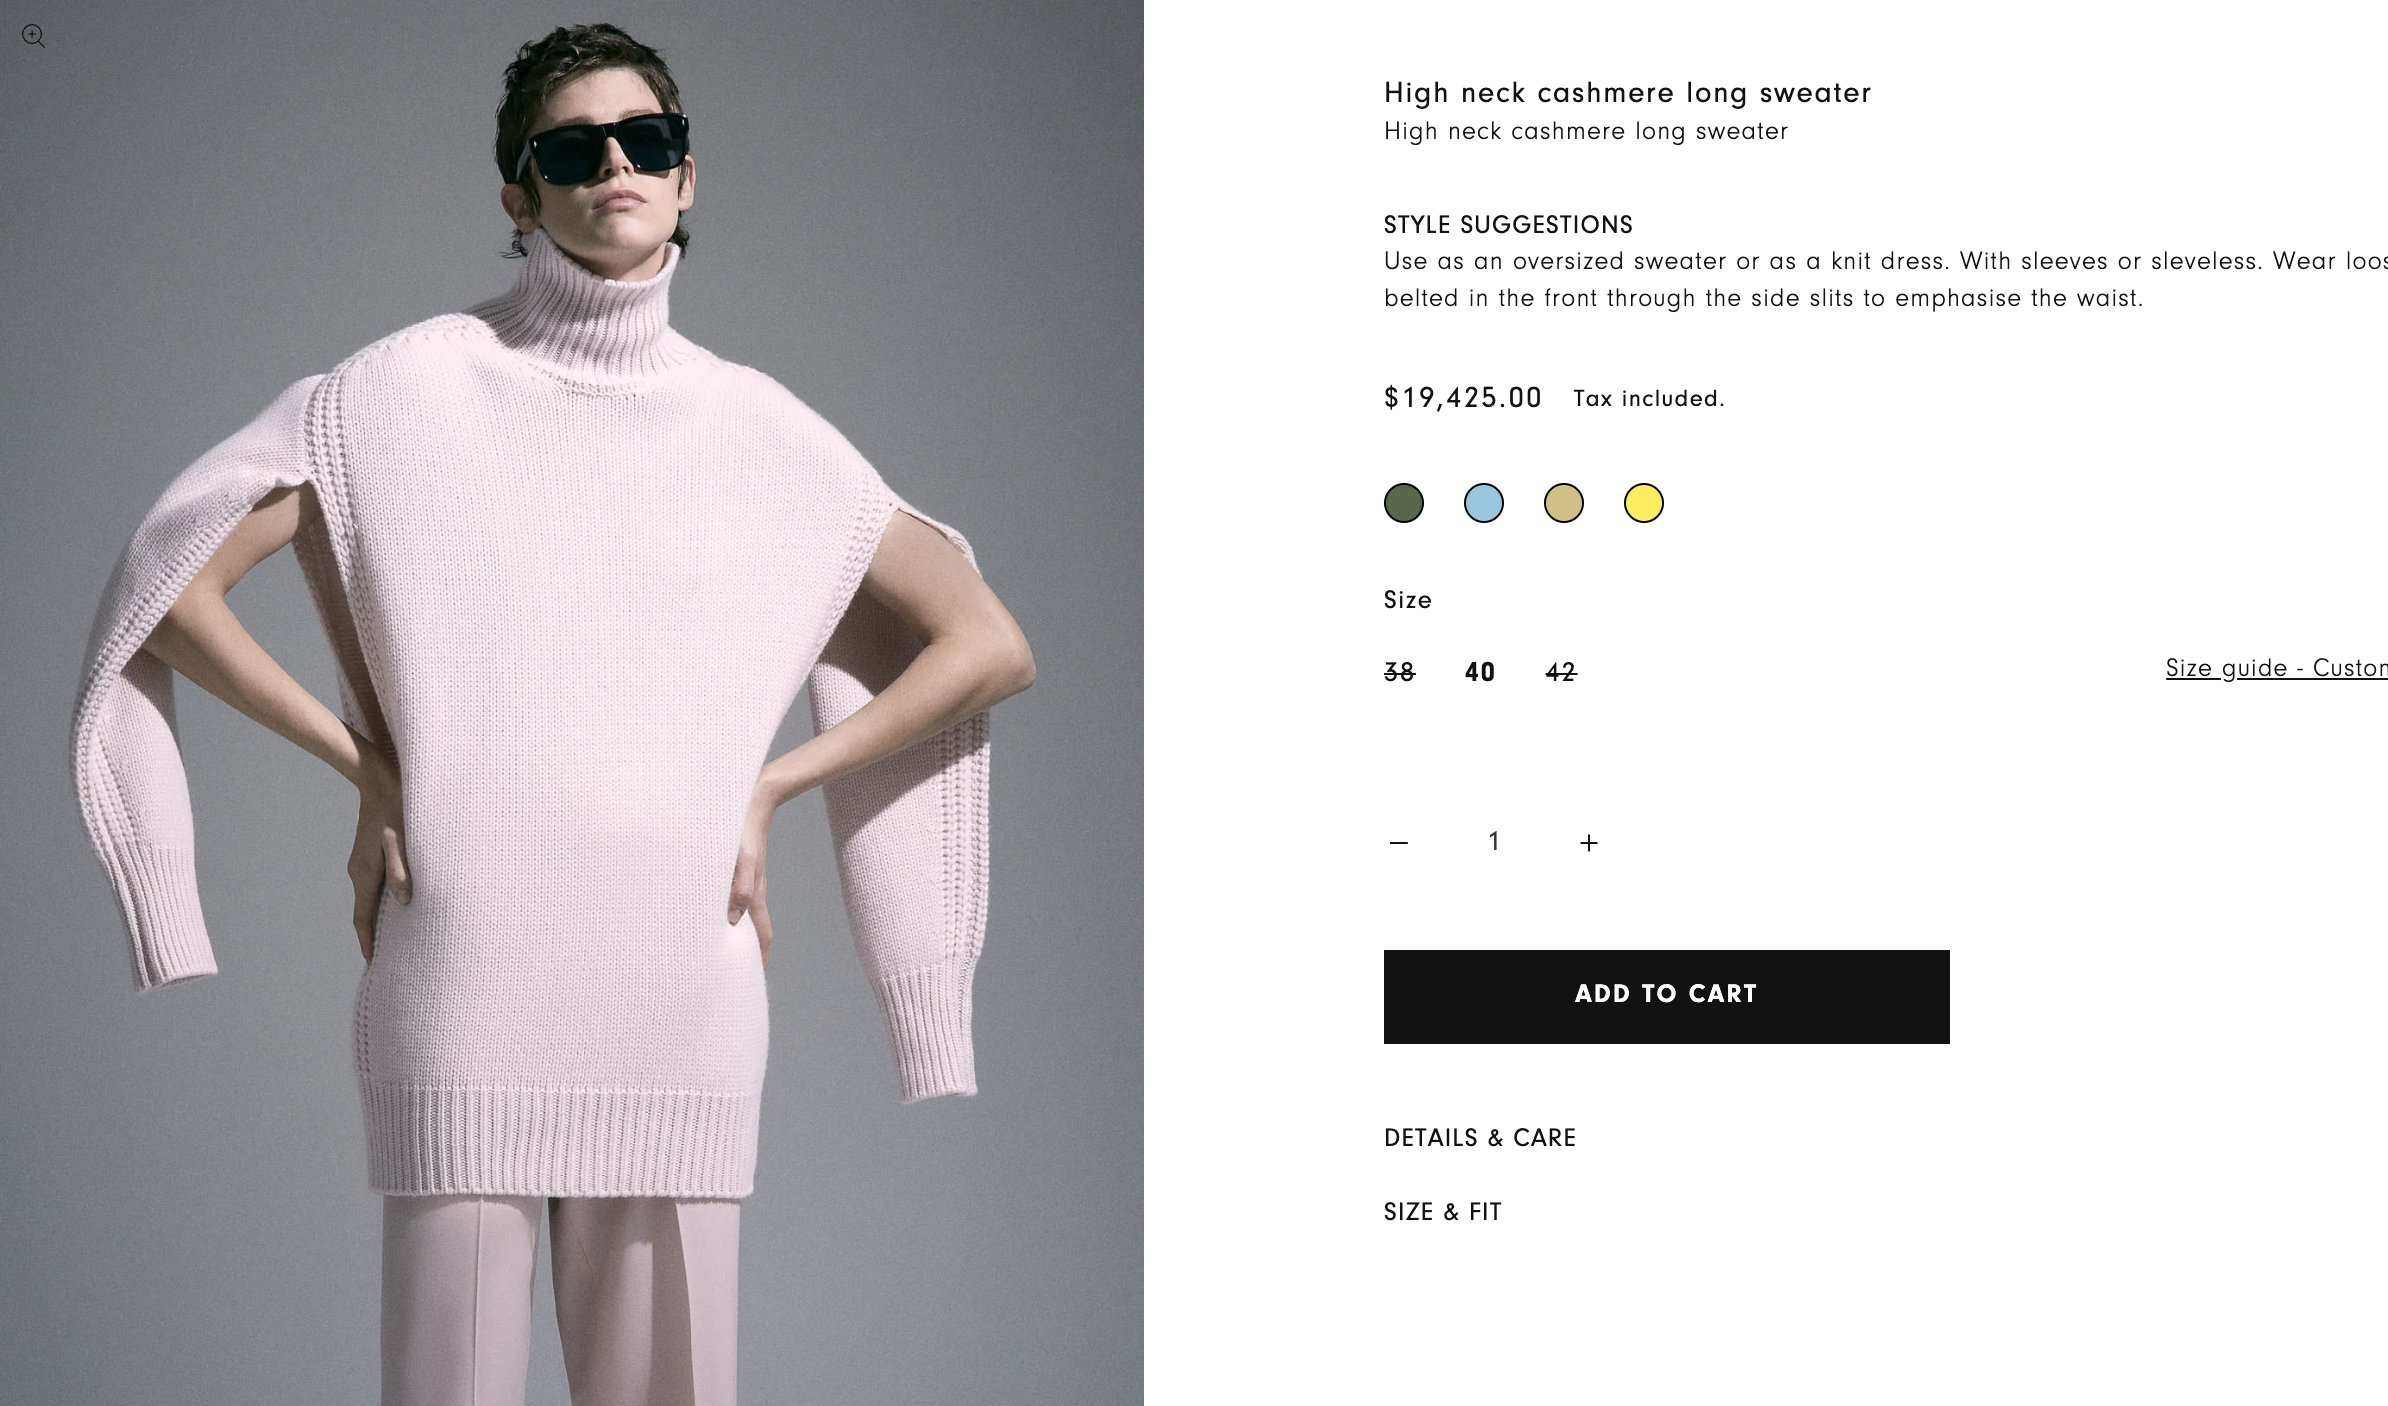 High neck cashmere long sweater
High neck cashmere long sweater
STYLE SUGGESTIONS
Use as an oversized sweater or as a knit dress. With sleeves or sleveless. Wear
belted in the front through the side slits to emphasise the waist.
$19,425.00 Tax included.
Size
38 40 42
Size guide -
1
ADD TO CART
DETAILS & CARE
SIZE & FIT